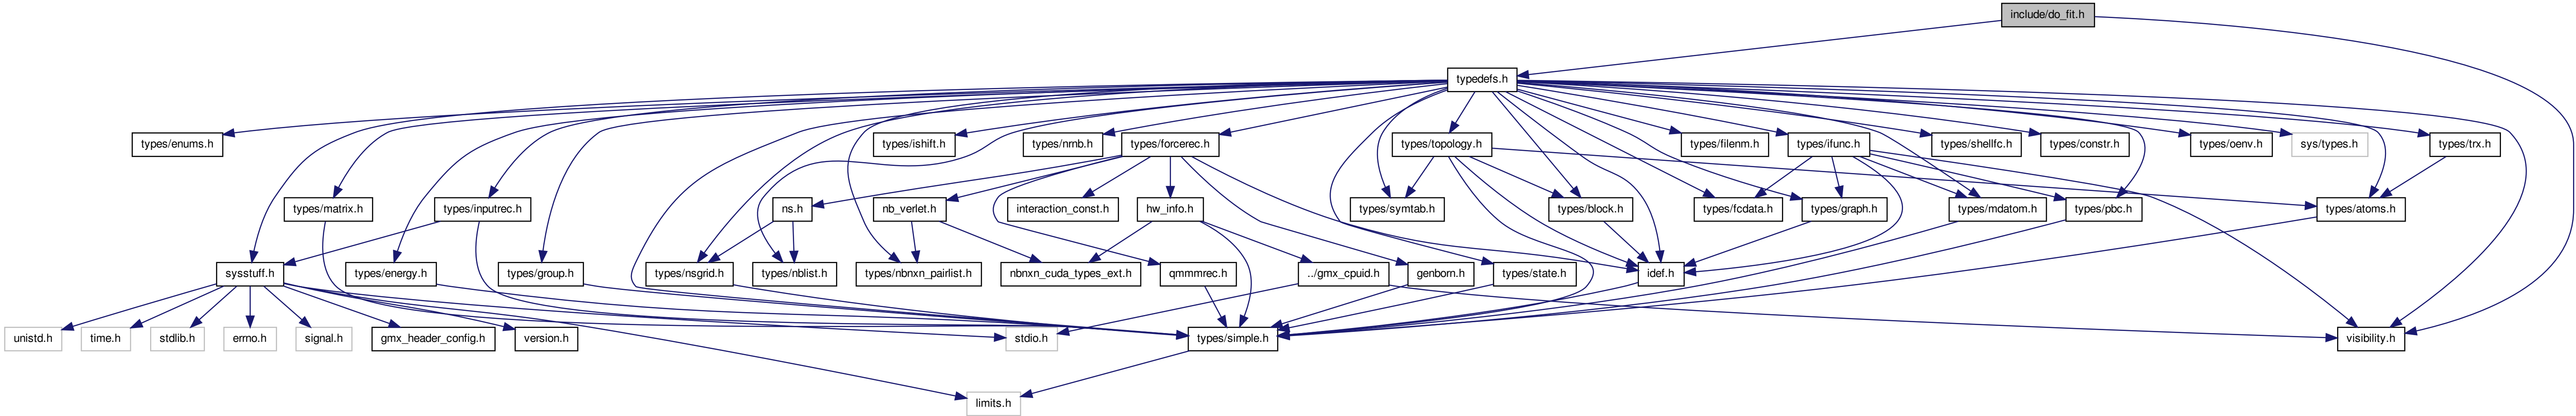 include/do_fit.h
typedefs.h
types/enums.h
types/ishift.h
types/nrnb.h
types/forcerec.h
types/topology.h
types/filenm.h
types/ifunc.h
types/shellfc.h
types/constr.h
types/oenv.h
sys/types.h
types/trx.h
types/matrix.h
types/inputrec.h
ns.h
nb_verlet.h
interaction_const.h
hw_info.h
types/symtab.h
types/block.h
types/fcdata.h
types/graph.h
types/mdatom.h
types/pbc.h
types/atoms.h
sysstuff.h
types/energy.h
types/group.h
types/nsgrid.h
types/nblist.h
types/nbnxn_pairlist.h
nbnxn_cuda_types_ext.h
qmmmrec.h
../gmx_cpuid.h
genborn.h
types/state.h
idef.h
unistd.h
time.h
stdlib.h
errno.h
signal.h
gmx_header_config.h
version.h
stdio.h
types/simple.h
visibility.h
limits.h